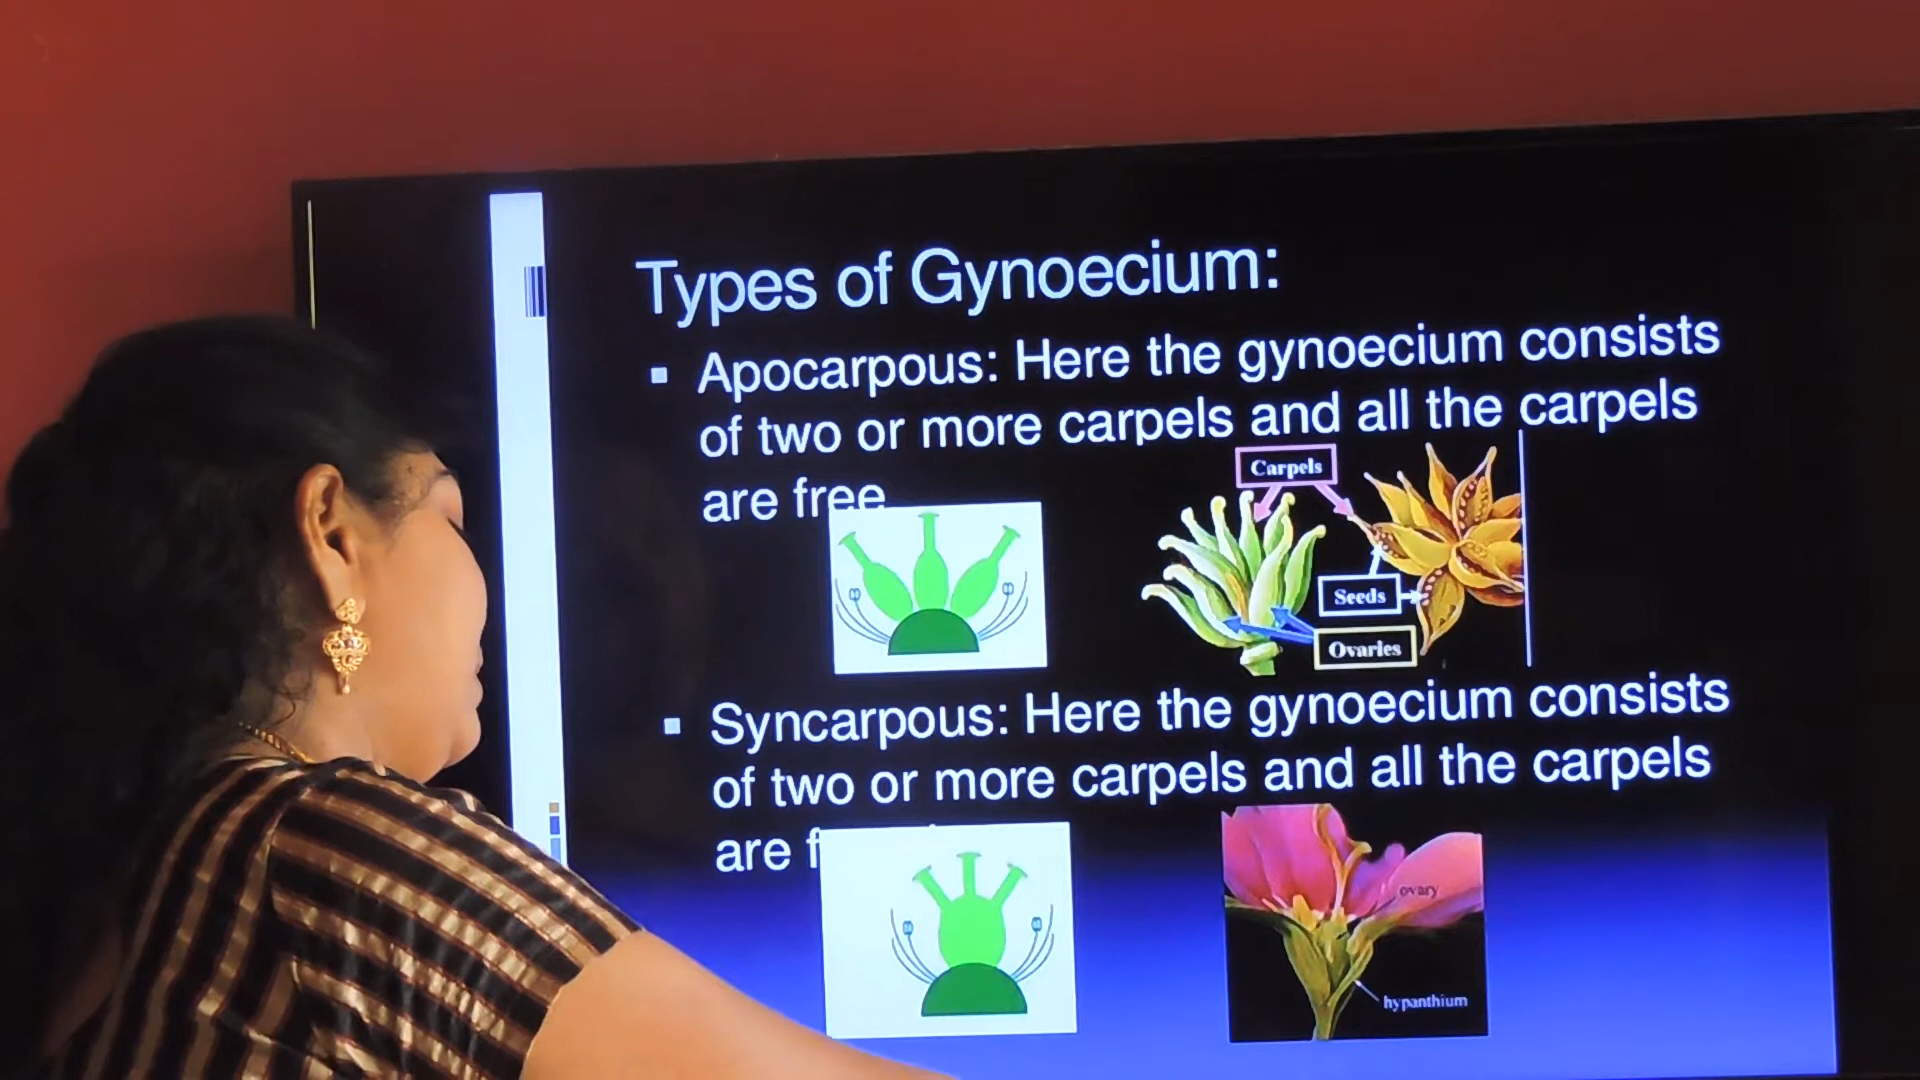 Types of Gynoecium:
Apocarpous: Here the gynoecium consists
of two or more carpels and all the carpels
are free
Carpels
Seeds
Ovaries
Syncarpous: Here the gynoecium consists
of two or more carpels and all the carpels
are
ovary
hypanthium